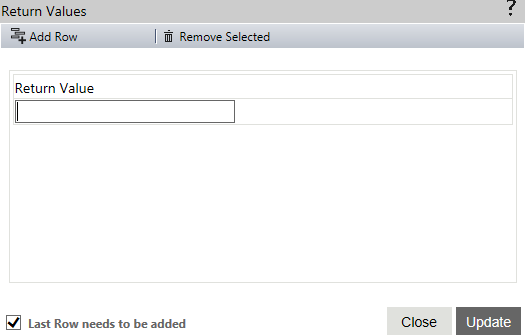 Return Values ?
Add Row | Remove Selected
Return Value
Last Row needs to be added
Close Update